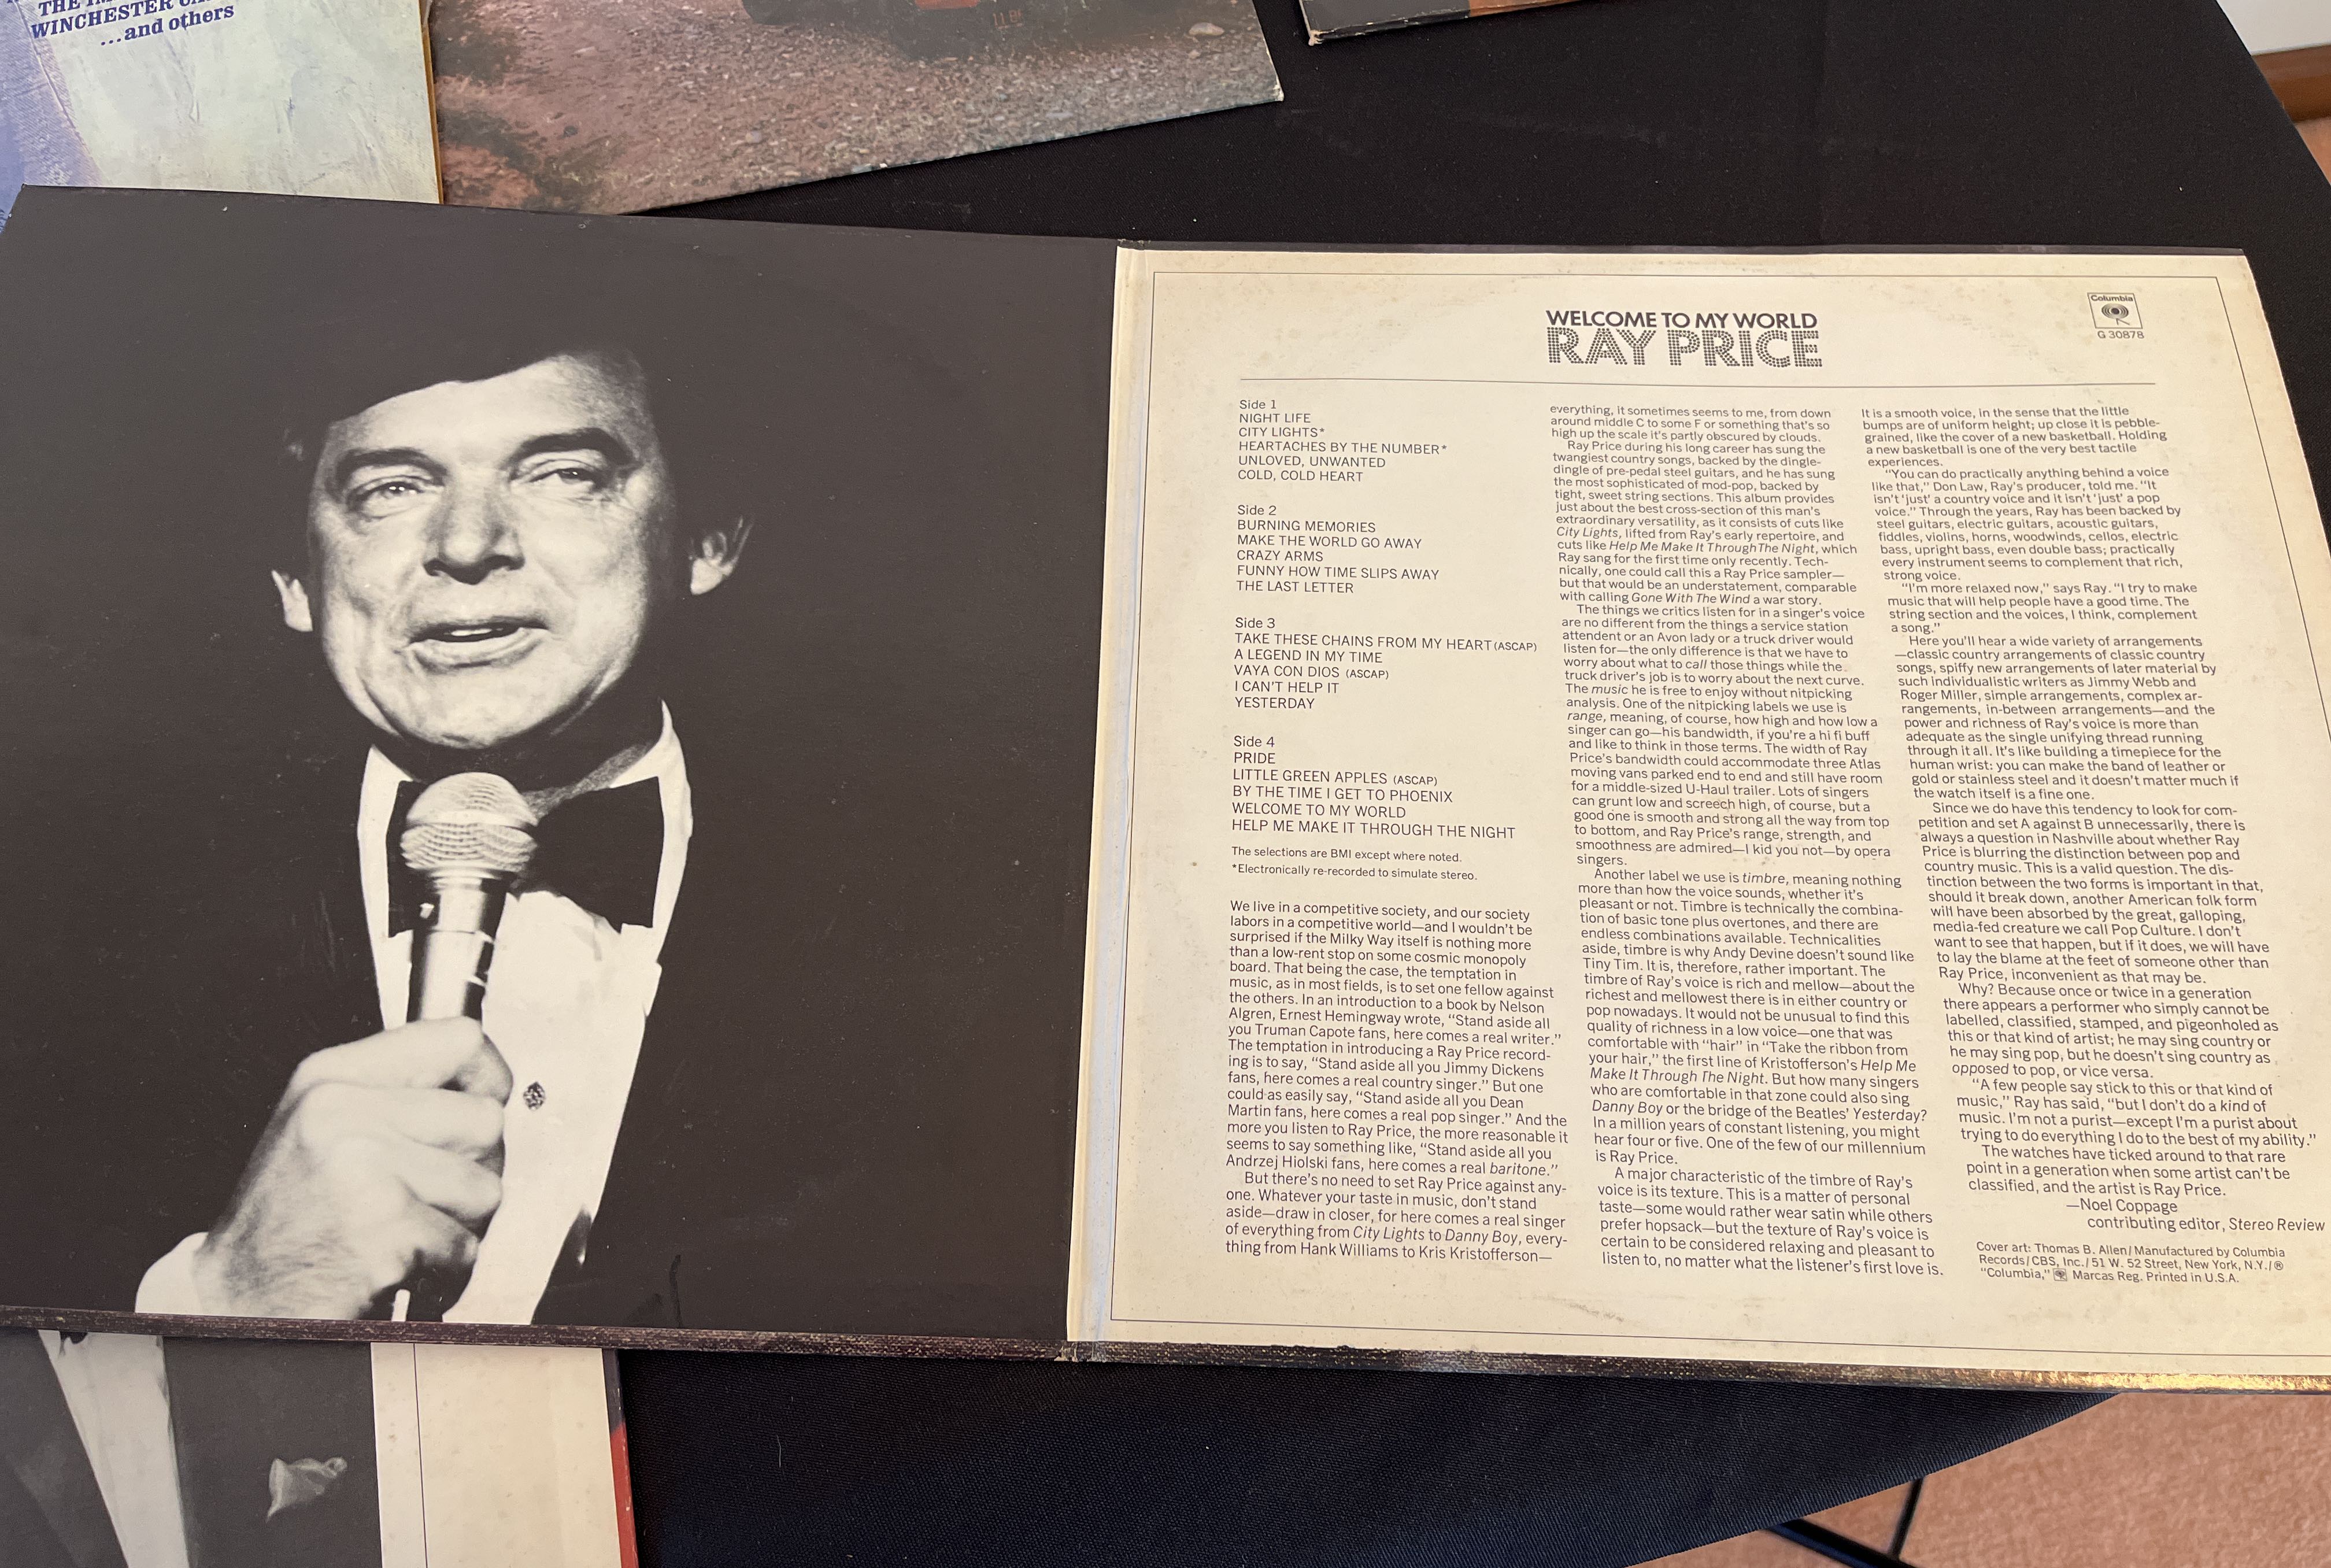 THE
WINCHESTER
...and others
WELCOME TO MY WORLD
RAY PRICE
Columbia
G 30878
Side 1
NIGHT LIFE
CITY LIGHTS*
HEARTACHES BY THE NUMBER*
UNLOVED, UNWANTED
COLD, COLD HEART
Side 2
BURNING MEMORIES
MAKE THE WORLD GO AWAY
CRAZY ARMS
FUNNY HOW TIME SLIPS AWAY
THE LAST LETTER
Side 3
TAKE THESE CHAINS FROM MY HEART (ASCAP)
A LEGEND IN MY TIME
VAYA CON DIOS (ASCAP)
I CAN'T HELP IT
YESTERDAY
Side 4
PRIDE
LITTLE GREEN APPLES (ASCAP)
BY THE TIME I GET TO PHOENIX
WELCOME TO MY WORLD
HELP ME MAKE IT THROUGH THE NIGHT
The selections are BMI except where noted.
*Electronically re-recorded to simulate stereo.
We live in a competitive society, and our society
labors in a competitive world—and I wouldn't be
surprised if the Milky Way itself is nothing more
than a low-rent stop on some cosmic monopoly
board. That being the case, the temptation in
music, as in most fields, is to set one fellow against
the others. In an introduction to a book by Nelson
Algren, Ernest Hemingway wrote, "Stand aside all
you Truman Capote fans, here comes a real writer."
The temptation in introducing a Ray Price record-
ing is to say, "Stand aside all you Jimmy Dickens
fans, here comes a real country singer." But one
could as easily say, "Stand aside all you Dean
Martin fans, here comes a real pop singer." And the
more you listen to Ray Price, the more reasonable it
seems to say something like, "Stand aside all you
Andrzej Hiolski fans, here comes a real baritone."
But there's no need to set Ray Price against any-
one. Whatever your taste in music, don't stand
aside—draw in closer, for here comes a real singer
of everything from City Lights to Danny Boy, every-
thing from Hank Williams to Kris Kristofferson—
everything, it sometimes seems to me, from down
around middle C to some F or something that's so
high up the scale it's partly obscured by clouds.
Ray Price during his long career has sung the
twangiest country songs, backed by the dingle-
dingle of pre-pedal steel guitars, and he has sung
the most sophisticated of mod-pop, backed by
tight, sweet string sections. This album provides
just about the best cross-section of this man's
extraordinary versatility, as it consists of cuts like
City Lights, lifted from Ray's early repertoire, and
cuts like Help Me Make It Through The Night, which
Ray sang for the first time only recently. Tech-
nically, one could call this a Ray Price sampler—
but that would be an understatement, comparable
with calling Gone With The Wind a war story.
The things we critics listen for in a singer's voice
are no different from the things a service station
attendent or an Avon lady or a truck driver would
listen for—the only difference is that we have to
worry about what to call those things while the
truck driver's job is to worry about the next curve.
The music he is free to enjoy without nitpicking
analysis. One of the nitpicking labels we use is
range, meaning, of course, how high and how low a
singer can go—his bandwidth, if you're a hi fi buff
and like to think in those terms. The width of Ray
Price's bandwidth could accommodate three Atlas
moving vans parked end to end and still have room
for a middle-sized U-Haul trailer. Lots of singers
can grunt low and screech high, of course, but a
good one is smooth and strong all the way from top
to bottom, and Ray Price's range, strength, and
smoothness are admired—I kid you not—by opera
singers.
Another label we use is timbre, meaning nothing
more than how the voice sounds, whether it's
pleasant or not. Timbre is technically the combina-
tion of basic tone plus overtones, and there are
endless combinations available. Technicalities
aside, timbre is why Andy Devine doesn't sound like
Tiny Tim. It is, therefore, rather important. The
timbre of Ray's voice is rich and mellow—about the
richest and mellowest there is in either country or
pop nowadays. It would not be unusual to find this
quality of richness in a low voice—one that was
comfortable with "hair" in "Take the ribbon from
your hair," the first line of Kristofferson's Help Me
Make It Through The Night. But how many singers
who are comfortable in that zone could also sing
Danny Boy or the bridge of the Beatles' Yesterday?
In a million years of constant listening, you might
hear four or five. One of the few of our millennium
is Ray Price.
A major characteristic of the timbre of Ray's
voice is its texture. This is a matter of personal
taste—some would rather wear satin while others
prefer hopsack—but the texture of Ray's voice is
certain to be considered relaxing and pleasant to
listen to, no matter what the listener's first love is.
It is a smooth voice, in the sense that the little
bumps are of uniform height; up close it is pebble-
grained, like the cover of a new basketball. Holding
a new basketball is one of the very best tactile
experiences.
"You can do practically anything behind a voice
like that," Don Law, Ray's producer, told me. "It
isn't 'just' a country voice and it isn't 'just' a pop
voice." Through the years, Ray has been backed by
steel guitars, electric guitars, acoustic guitars,
fiddles, violins, horns, woodwinds, cellos, electric
bass, upright bass, even double bass; practically
every instrument seems to complement that rich,
strong voice.
"I'm more relaxed now," says Ray. "I try to make
music that will help people have a good time. The
string section and the voices, I think, complement
a song."
Here you'll hear a wide variety of arrangements
—classic country arrangements of classic country
songs, spiffy new arrangements of later material by
such individualistic writers as Jimmy Webb and
Roger Miller, simple arrangements, complex ar-
rangements, in-between arrangements—and the
power and richness of Ray's voice is more than
adequate as the single unifying thread running
through it all. It's like building a timepiece for the
human wrist: you can make the band of leather or
gold or stainless steel and it doesn't matter much if
the watch itself is a fine one.
Since we do have this tendency to look for com-
petition and set A against B unnecessarily, there is
always a question in Nashville about whether Ray
Price is blurring the distinction between pop and
country music. This is a valid question. The dis-
tinction between the two forms is important in that,
should it break down, another American folk form
will have been absorbed by the great, galloping,
media-fed creature we call Pop Culture. I don't
want to see that happen, but if it does, we will have
to lay the blame at the feet of someone other than
Ray Price, inconvenient as that may be.
Why? Because once or twice in a generation
there appears a performer who simply cannot be
labelled, classified, stamped, and pigeonholed as
this or that kind of artist; he may sing country or
he may sing pop, but he doesn't sing country as
opposed to pop, or vice versa.
"A few people say stick to this or that kind of
music," Ray has said, "but I don't do a kind of
music. I'm not a purist—except I'm a purist about
trying to do everything I do to the best of my ability."
The watches have ticked around to that rare
point in a generation when some artist can't be
classified, and the artist is Ray Price.
—Noel Coppage
contributing editor, Stereo Review
Cover art: Thomas B. Allen/Manufactured by Columbia
Records/CBS, Inc./51 W. 52 Street, New York, N.Y./®
"Columbia," Marcas Reg. Printed in U.S.A.